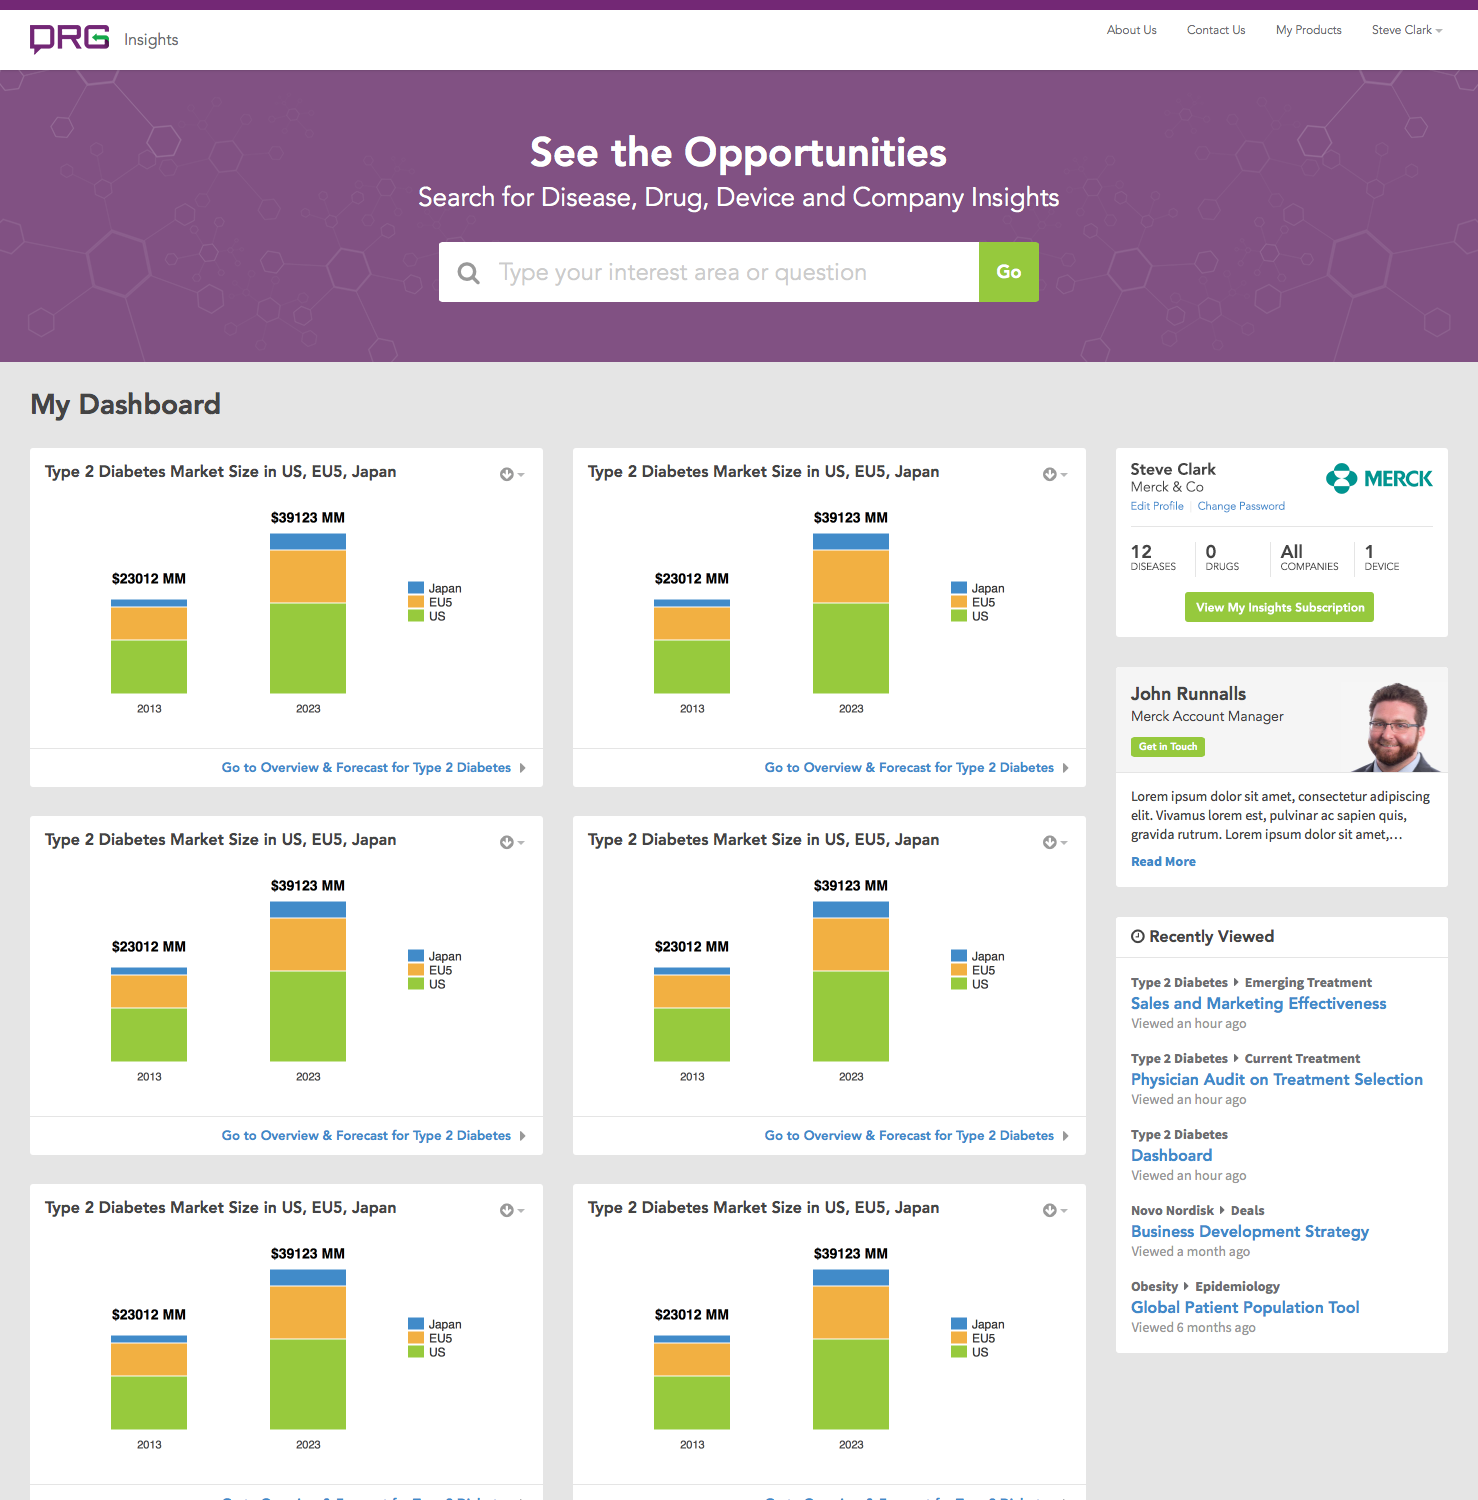 DRG Insights
About Us Contact Us My Products Steve Clark
See the Opportunities
Search for Disease, Drug, Device and Company Insights
Type your interest area or question Go
My Dashboard
Type 2 Diabetes Market Size in US, EU5, Japan
$39123 MM
$23012 MM
Japan
EU5
US
2013 2023
Go to Overview & Forecast for Type 2 Diabetes
Type 2 Diabetes Market Size in US, EU5, Japan
$39123 MM
$23012 MM
Japan
EU5
US
2013 2023
Go to Overview & Forecast for Type 2 Diabetes
Type 2 Diabetes Market Size in US, EU5, Japan
$39123 MM
$23012 MM
Japan
EU5
US
2013 2023
Go to Overview & Forecast for Type 2 Diabetes
Type 2 Diabetes Market Size in US, EU5, Japan
$39123 MM
$23012 MM
Japan
EU5
US
2013 2023
Go to Overview & Forecast for Type 2 Diabetes
Type 2 Diabetes Market Size in US, EU5, Japan
$39123 MM
$23012 MM
Japan
EU5
US
2013 2023
Type 2 Diabetes Market Size in US, EU5, Japan
$39123 MM
$23012 MM
Japan
EU5
US
2013 2023
Steve Clark
Merck & Co
Edit Profile Change Password
MERCK
12 0 All 1
DISEASES DRUGS COMPANIES DEVICE
View My Insights Subscription
John Runnalls
Merck Account Manager
Get in Touch
Lorem ipsum dolor sit amet, consectetur adipiscing
elit. Vivamus lorem est, pulvinar ac sapien quis,
gravida rutrum. Lorem ipsum dolor sit amet,...
Read More
Recently Viewed
Type 2 Diabetes Emerging Treatment
Sales and Marketing Effectiveness
Viewed an hour ago
Type 2 Diabetes Current Treatment
Physician Audit on Treatment Selection
Viewed an hour ago
Type 2 Diabetes
Dashboard
Viewed an hour ago
Novo Nordisk Deals
Business Development Strategy
Viewed a month ago
Obesity Epidemiology
Global Patient Population Tool
Viewed 6 months ago